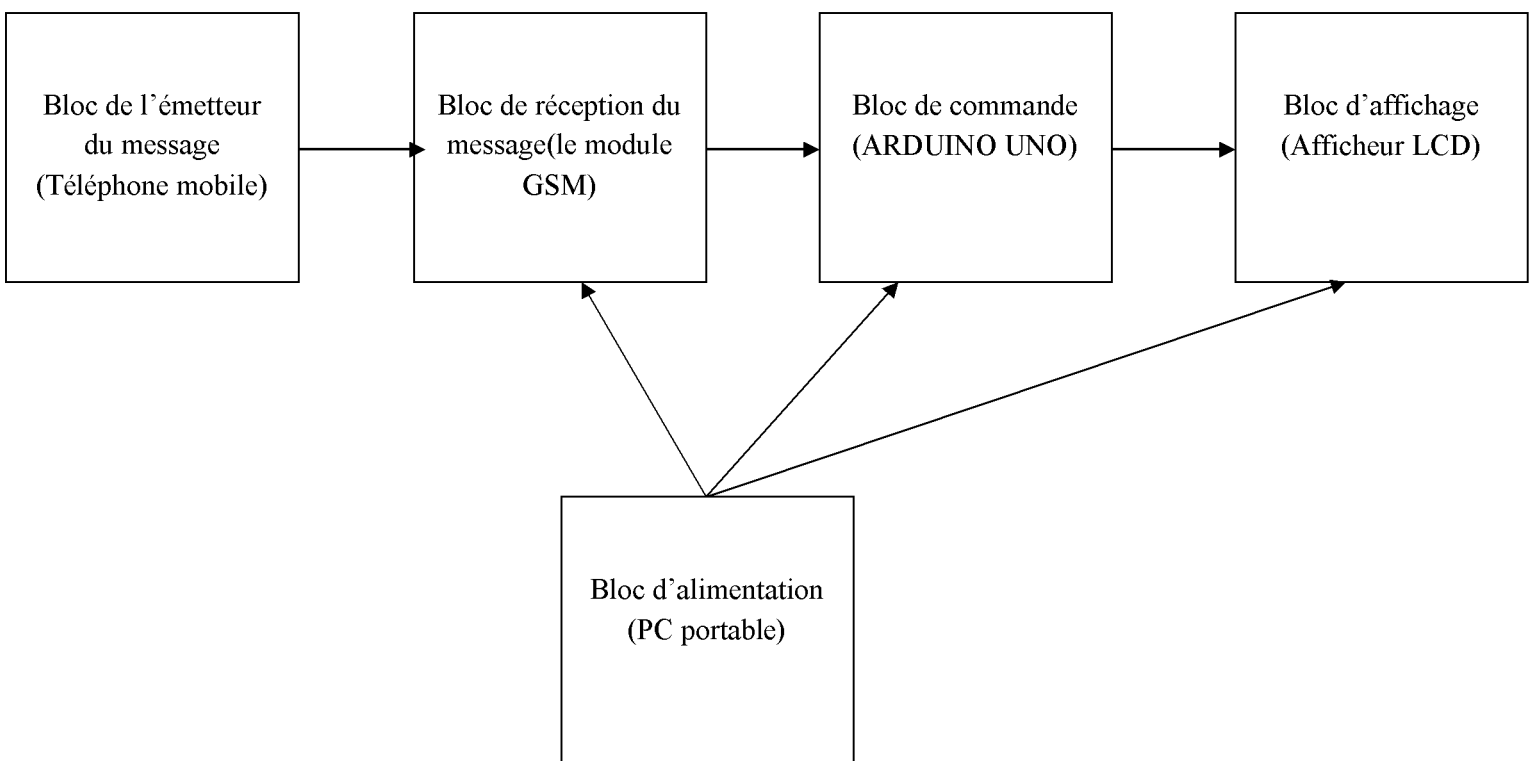 Bloc de l’émetteur
du message
(Téléphone mobile)
Bloc de réception du
message(le module
GSM)
Bloc de commande
(ARDUINO UNO)
Bloc d’affichage
(Afficheur LCD)
Bloc d’alimentation
(PC portable)